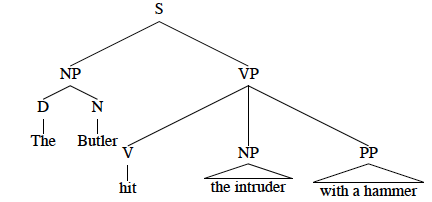 S
NP VP
D N
The Butler
V NP PP
hit the intruder with a hammer